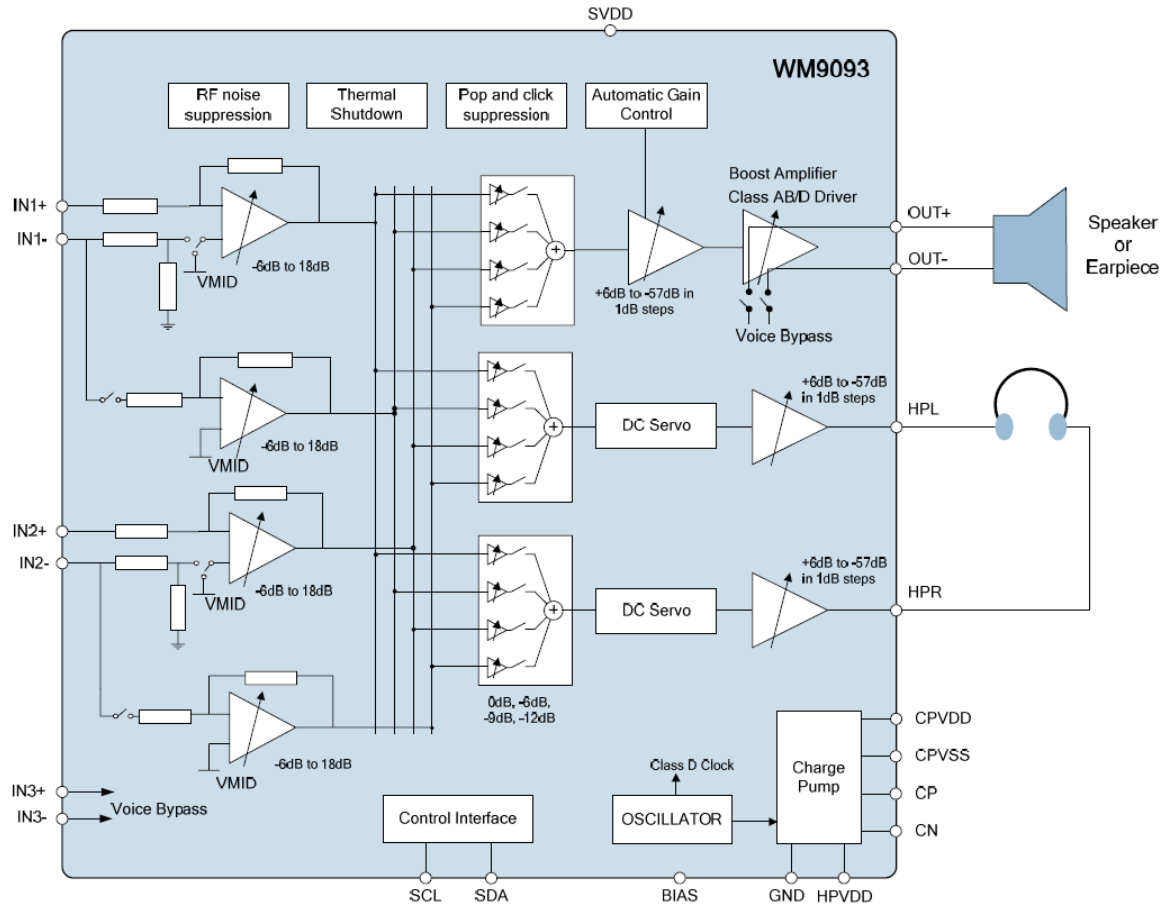 SVDD
WM9093
RF noise
suppression
Thermal
Shutdown
Pop and click
suppression
Automatic Gain
Control
Boost Amplifier
Class AB/D Driver
IN1+
IN1-
VMID
-6dB to 18dB
+6dB to -57dB in
1dB steps
Voice Bypass
OUT+
OUT-
Speaker
or
Earpiece
VMID
-6dB to 18dB
+
DC Servo
+6dB to -57dB
in 1dB steps
HPL
IN2+
IN2-
VMID
-6dB to 18dB
+
+
DC Servo
+6dB to -57dB
in 1dB steps
HPR
VMID
-6dB to 18dB
0dB, -6dB,
-9dB, -12dB
IN3+
IN3-
Voice Bypass
Control Interface
Class D Clock
OSCILLATOR
Charge
Pump
CPVDD
CPVSS
CP
CN
SCL
SDA
BIAS
GND
HPVDD